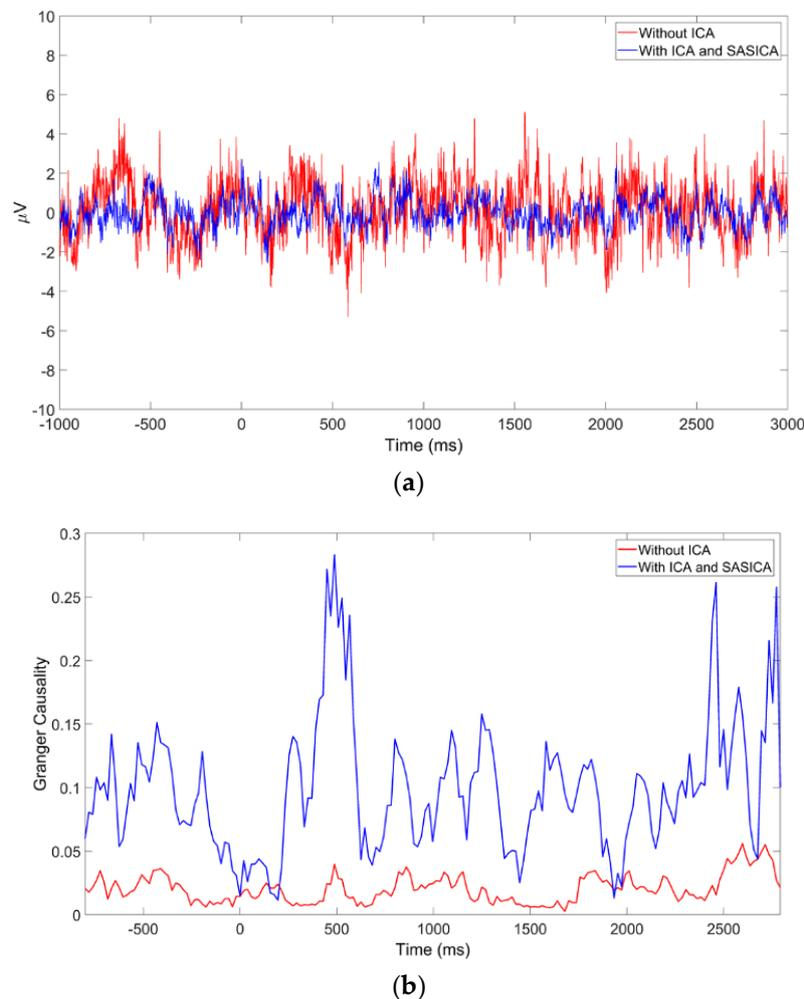 10
8
6
4
2
0
-2
-4
-6
-8
-10
μV
Without ICA
With ICA and SASICA
-1000 -500 0 500 1000 1500 2000 2500 3000
Time (ms)
(a)
0.3
0.25
0.2
0.15
0.1
0.05
0
Granger Causality
Without ICA
With ICA and SASICA
-500 0 500 1000 1500 2000 2500
Time (ms)
(b)